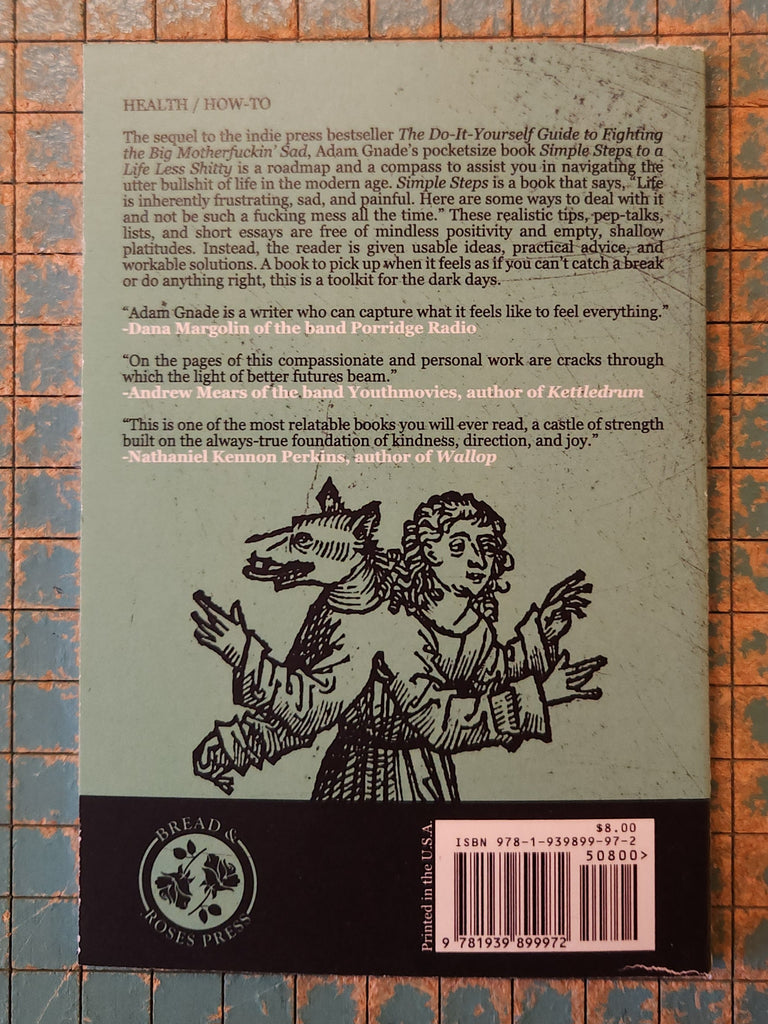 HEALTH / HOW-TO
The sequel to the indie press bestseller The Do-It-Yourself Guide to Fighting
the Big Motherfuckin' Sad, Adam Gnade's pocketsize book Simple Steps to a
Life Less Shitty is a roadmap and a compass to assist you in navigating the
utter bullshit of life in the modern age. Simple Steps is a book that says, "Life
is inherently frustrating, sad, and painful. Here are some ways to deal with it
and not be such a fucking mess all the time." These realistic tips, pep-talks,
lists, and short essays are free of mindless positivity and empty, shallow
platitudes. Instead, the reader is given usable ideas, practical advice, and
workable solutions. A book to pick up when it feels as if you can't catch a break
or do anything right, this is a toolkit for the dark days.
"Adam Gnade is a writer who can capture what it feels like to feel everything."
-Dana Margolin of the band Porridge Radio
"On the pages of this compassionate and personal work are cracks through
which the light of better futures beam."
-Andrew Mears of the band Youthmovies, author of Kettledrum
"This is one of the most relatable books you will ever read, a castle of strength
built on the always-true foundation of kindness, direction, and joy."
-Nathaniel Kennon Perkins, author of Wallop
BREAD &
ROSES PRESS
Printed in the U.S.A.
$8.00
ISBN 978-1-939899-97-2
50800>
9 781939 899972